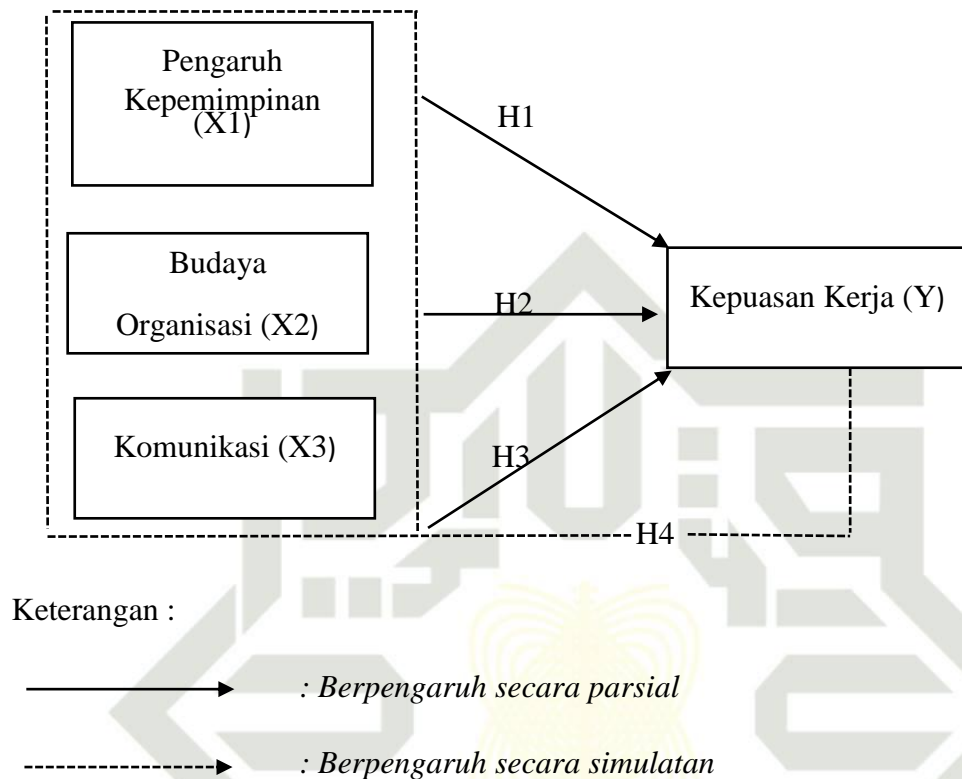 Pengaruh
Kepemimpinan
(X1)
H1
Budaya
Organisasi (X2)
H2
Kepuasan Kerja (Y)
Komunikasi (X3)
H3
H4
Keterangan :
: Berpengaruh secara parsial
: Berpengaruh secara simulatan